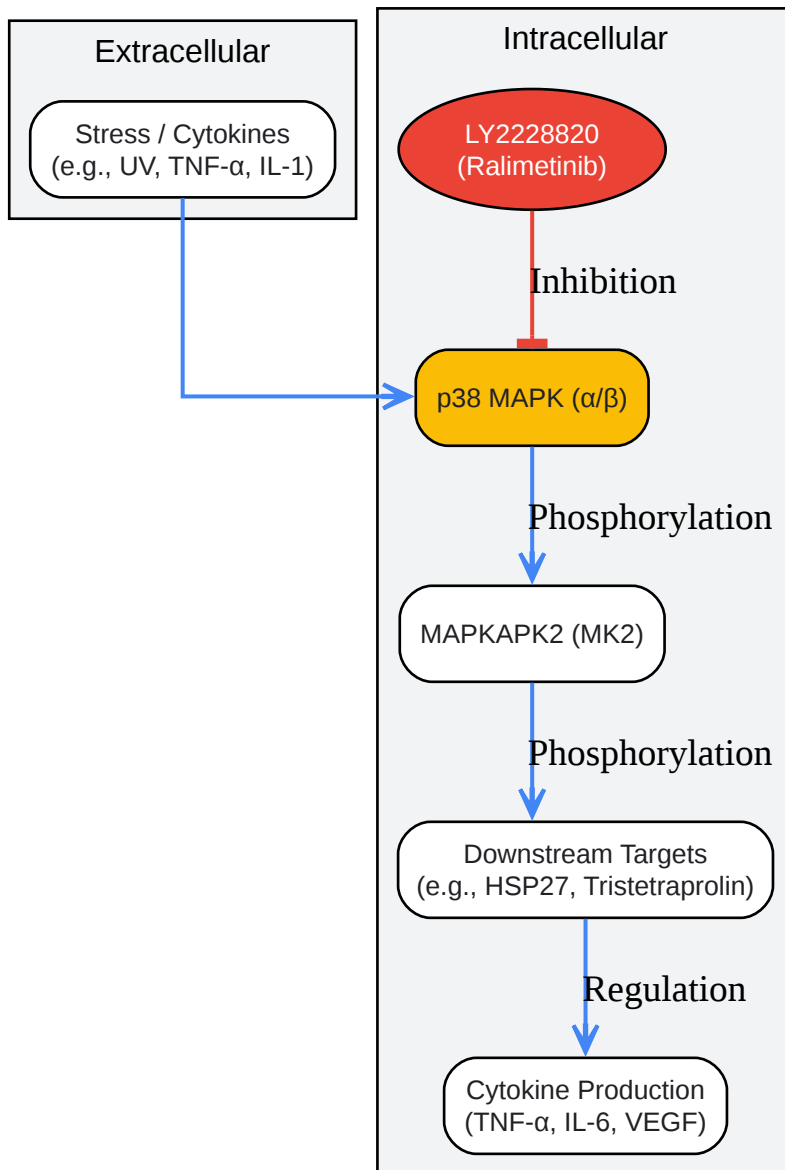 Extracellular
Stress / Cytokines
(e.g., UV, TNF-α, IL-1)
Intracellular
LY2228820
(Ralimetinib)
Inhibition
p38 MAPK (α/β)
Phosphorylation
MAPKAPK2 (MK2)
Phosphorylation
Downstream Targets
(e.g., HSP27, Tristetraprolin)
Regulation
Cytokine Production
(TNF-α, IL-6, VEGF)